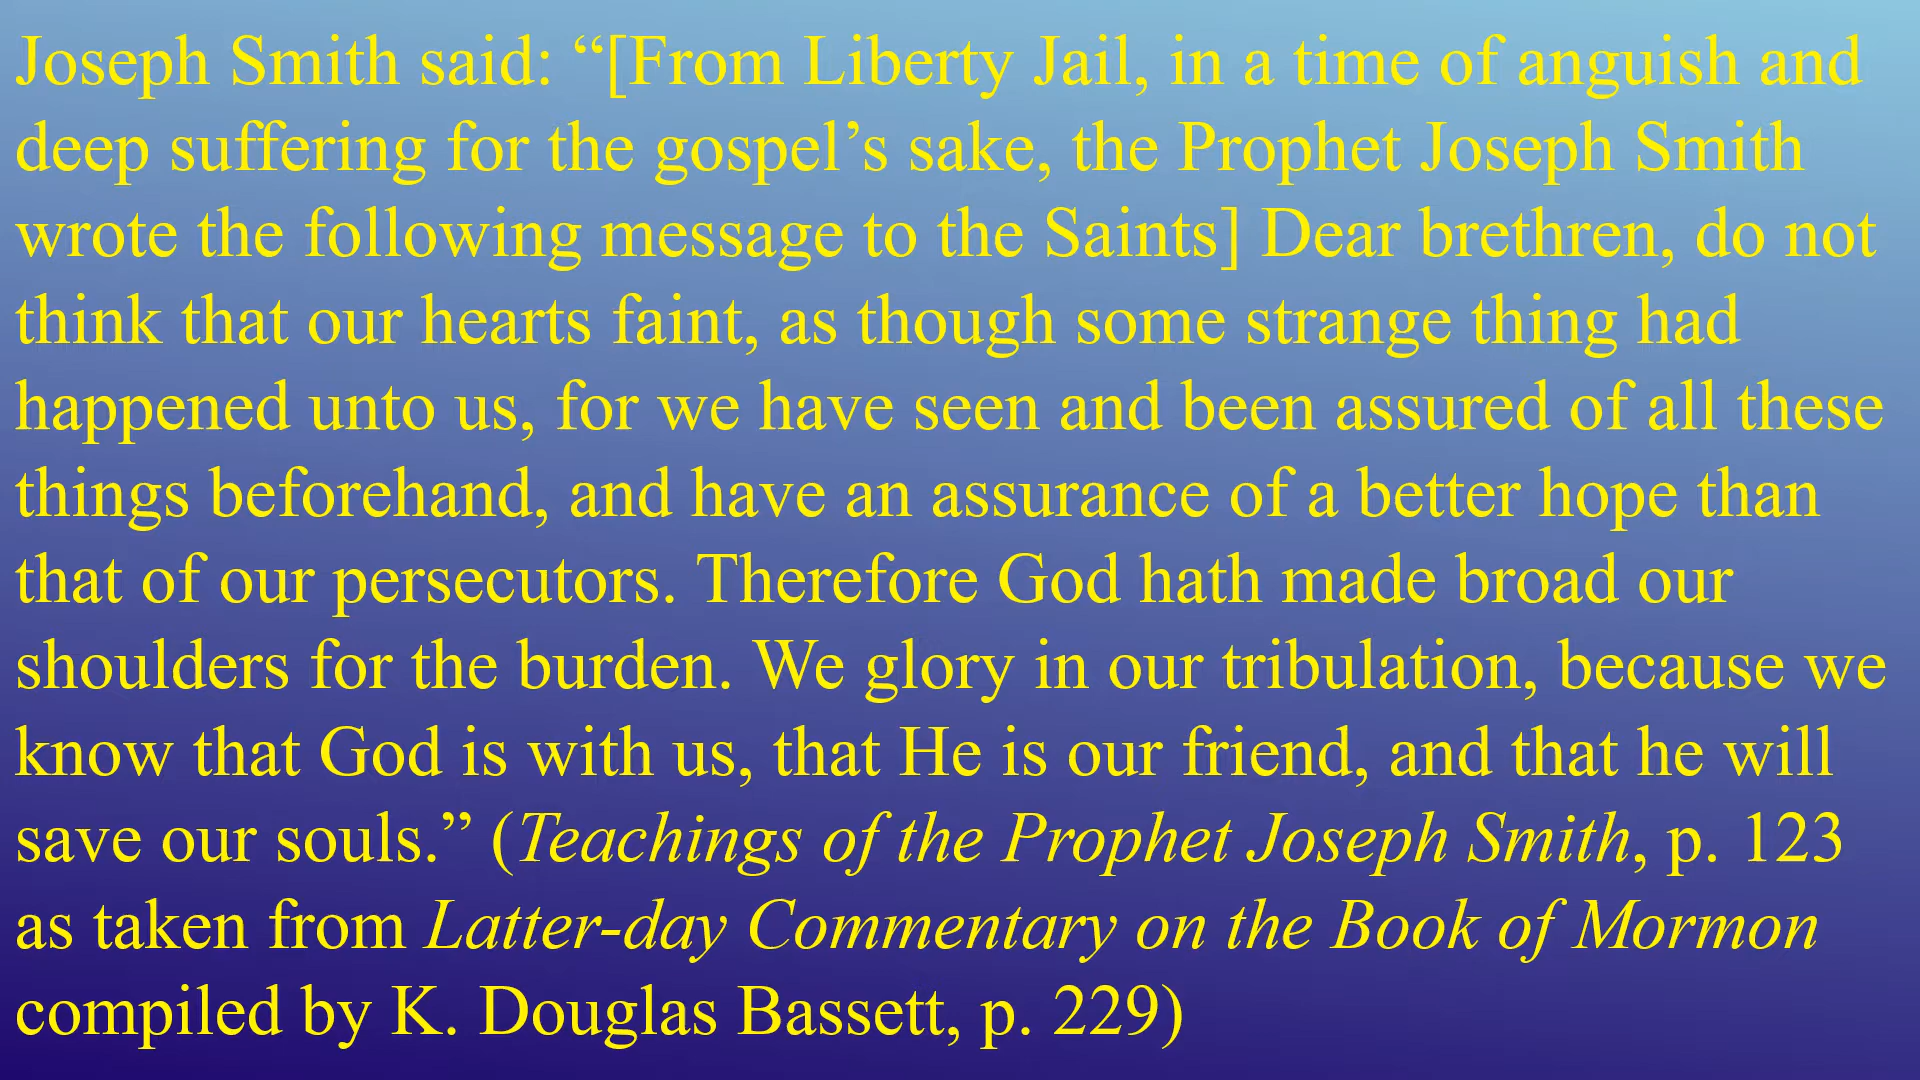 Joseph Smith said: “[From Liberty Jail, in a time of anguish and
deep suffering for the gospel’s sake, the Prophet Joseph Smith
wrote the following message to the Saints] Dear brethren, do not
think that our hearts faint, as though some strange thing had
happened unto us, for we have seen and been assured of all these
things beforehand, and have an assurance of a better hope than
that of our persecutors. Therefore God hath made broad our
shoulders for the burden. We glory in our tribulation, because we
know that God is with us, that He is our friend, and that he will
save our souls.” (Teachings of the Prophet Joseph Smith, p. 123
as taken from Latter-day Commentary on the Book of Mormon
compiled by K. Douglas Bassett, p. 229)